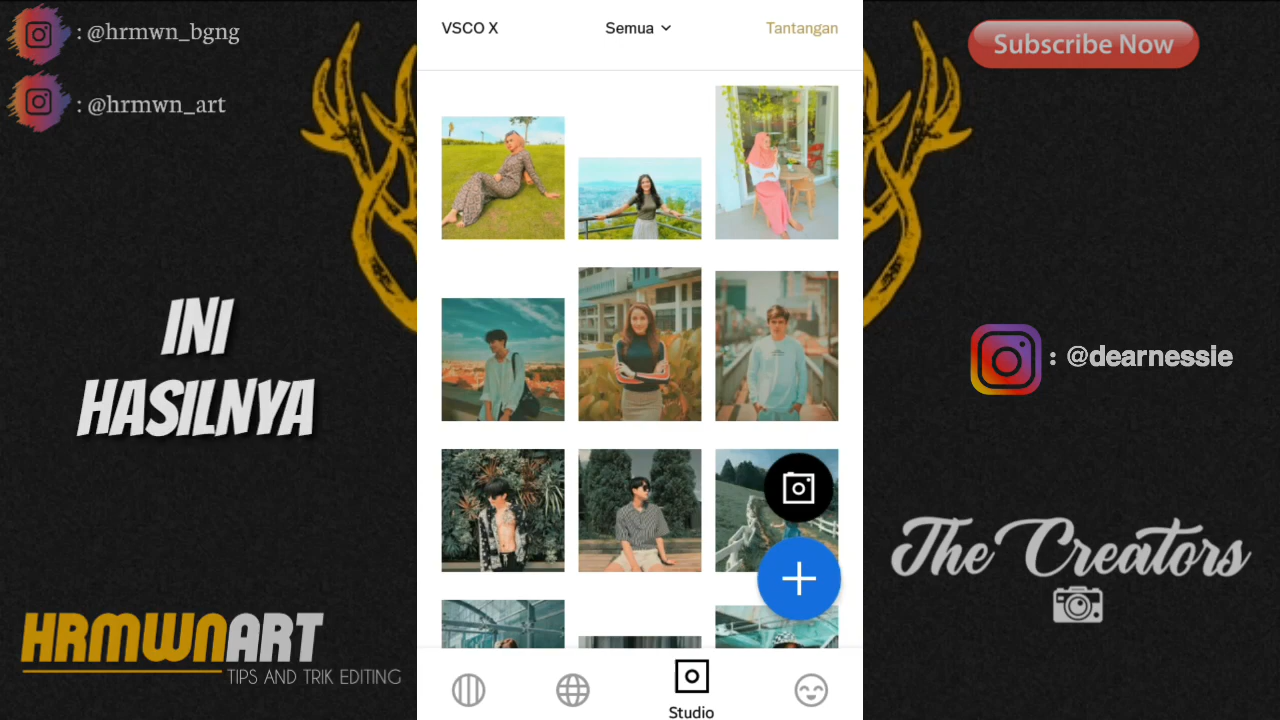 : @hrmwn_bgng
: @hrmwn_art
INI
HASILNYA
HRMWNART
TIPS AND TRIK EDITING
VSCO X
Semua
Tantangan
Studio
Subscribe Now
: @dearnessie
The Creators